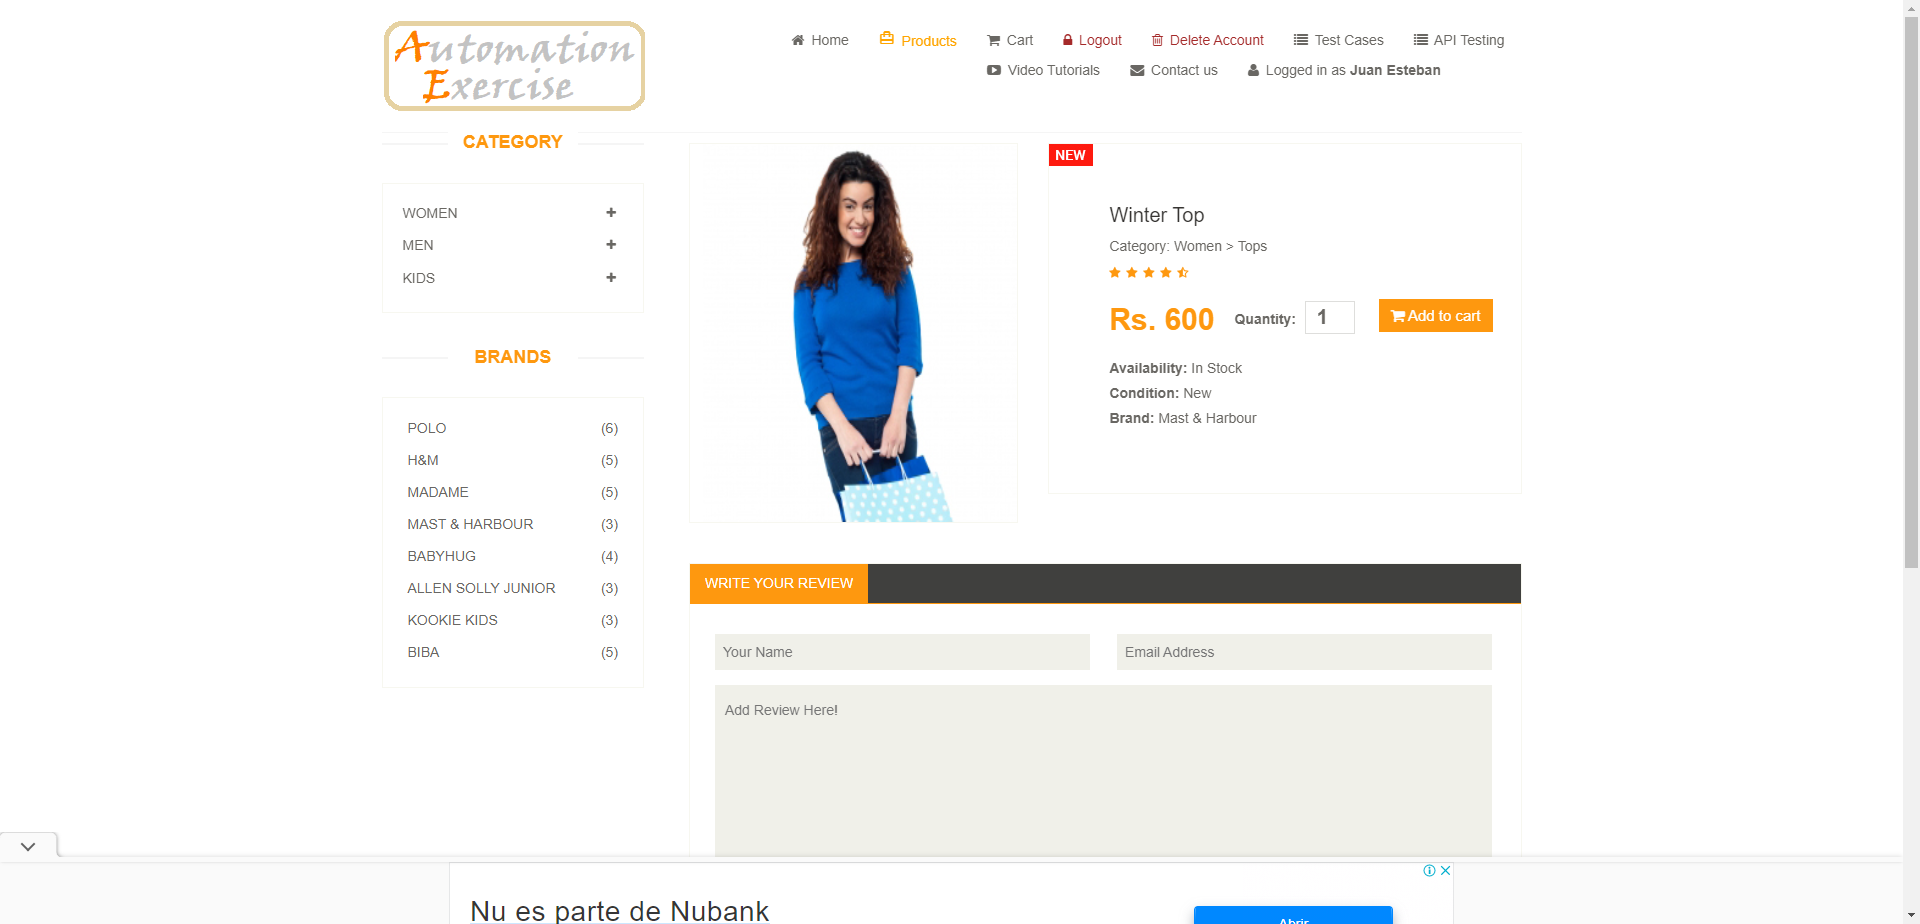 Automation
Exercise
Home
Products
Cart
Logout
Delete Account
Test Cases
API Testing
Video Tutorials
Contact us
Logged in as Juan Esteban
CATEGORY
WOMEN
MEN
KIDS
BRANDS
POLO (6)
H&M (5)
MADAME (5)
MAST & HARBOUR (3)
BABYHUG (4)
ALLEN SOLLY JUNIOR (3)
KOOKIE KIDS (3)
BIBA (5)
NEW
Winter Top
Category: Women > Tops
Rs. 600 Quantity: 1 Add to cart
Availability: In Stock
Condition: New
Brand: Mast & Harbour
WRITE YOUR REVIEW
Your Name
Email Address
Add Review Here!
Nu es parte de Nubank
Abrir